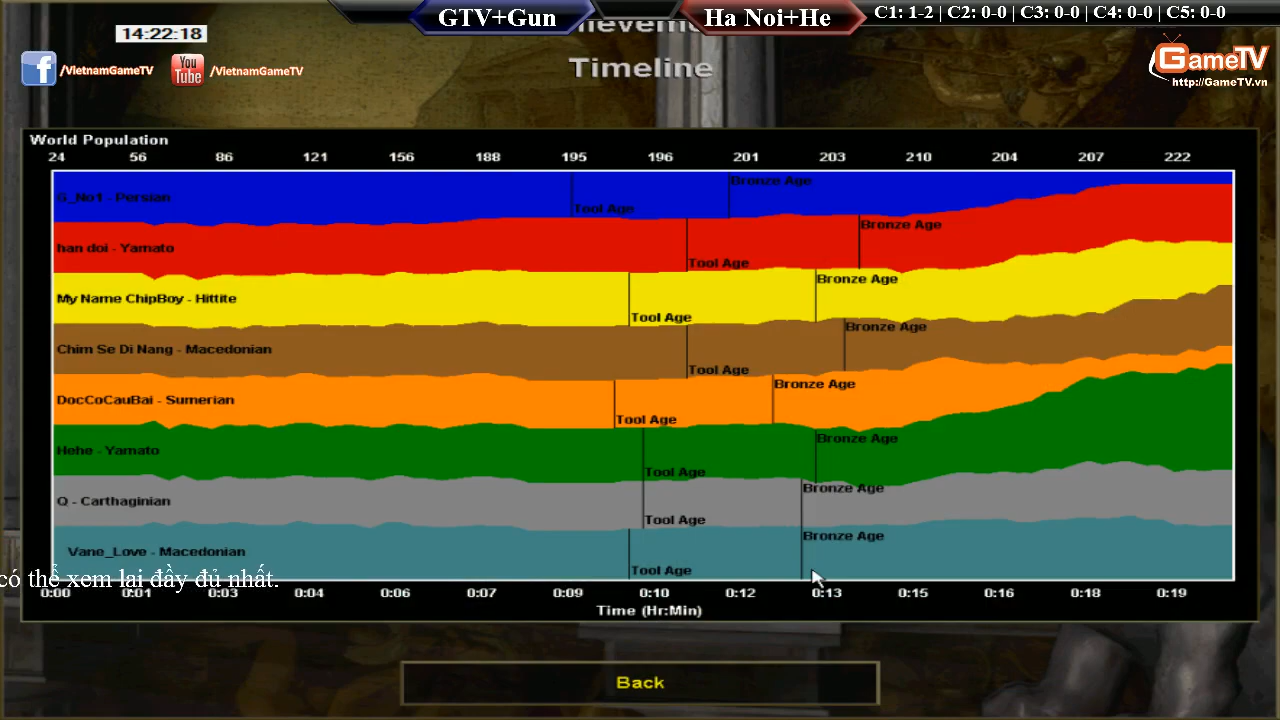 GTV+Gun
Ha Noi+He
C1: 1-2 | C2: 0-0 | C3: 0-0 | C4: 0-0 | C5: 0-0
14:22:18
/VietnamGameTV
You Tube
/VietnamGameTV
Timeline
GameTV
http://GameTV.vn
World Population
24 56 86 121 156 188 195 196 201 203 210 204 207 222
G_No1 - Persian
Tool Age
Bronze Age
han doi - Yamato
Tool Age
Bronze Age
My Name ChipBoy - Hittite
Tool Age
Bronze Age
Chim Se Di Nang - Macedonian
Tool Age
Bronze Age
DocCoCauBai - Sumerian
Tool Age
Bronze Age
Hehe - Yamato
Tool Age
Bronze Age
Q - Carthaginian
Tool Age
Bronze Age
Vane_Love - Macedonian
Tool Age
Bronze Age
có thể xem lại đầy đủ nhất.
0:00 0:01 0:03 0:04 0:06 0:07 0:09 0:10 0:12 0:13 0:15 0:16 0:18 0:19
Time (Hr:Min)
Back